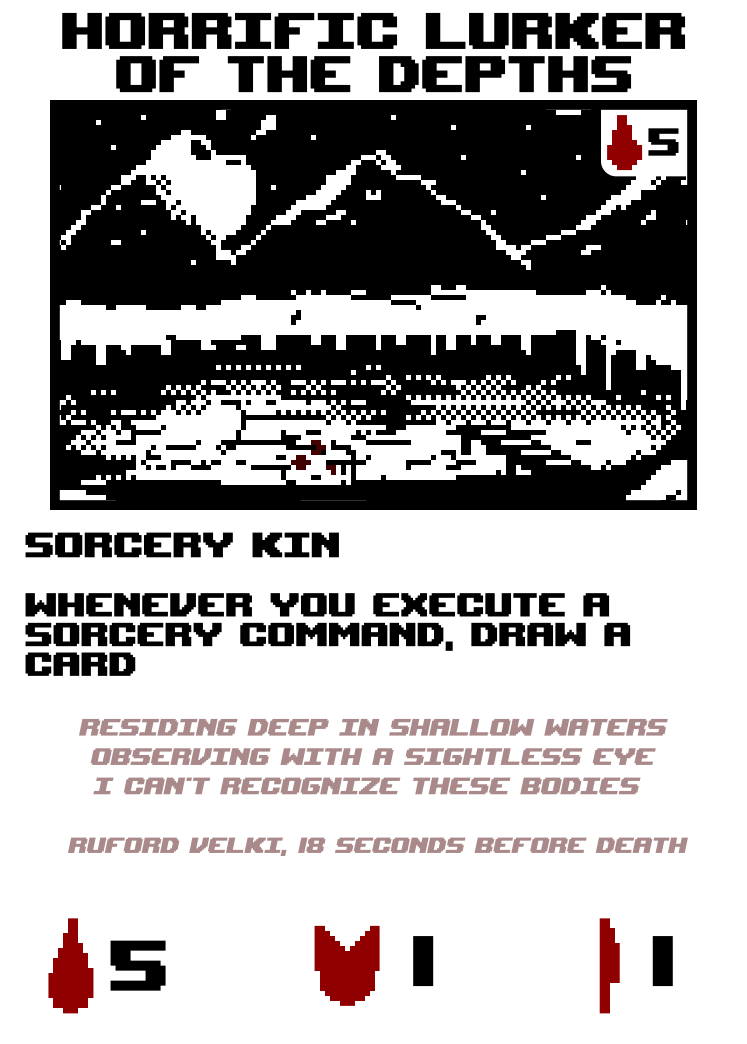 HORRIFIC LURKER
OF THE DEPTHS
5
SORCERY KIN
WHENEVER YOU EXECUTE A
SORCERY COMMAND, DRAW A
CARD
RESIDING DEEP IN SHALLOW WATERS
OBSERVING WITH A SIGHTLESS EYE
I CAN'T RECOGNIZE THESE BODIES
RUFORD VELKI, 18 SECONDS BEFORE DEATH
5 1 1